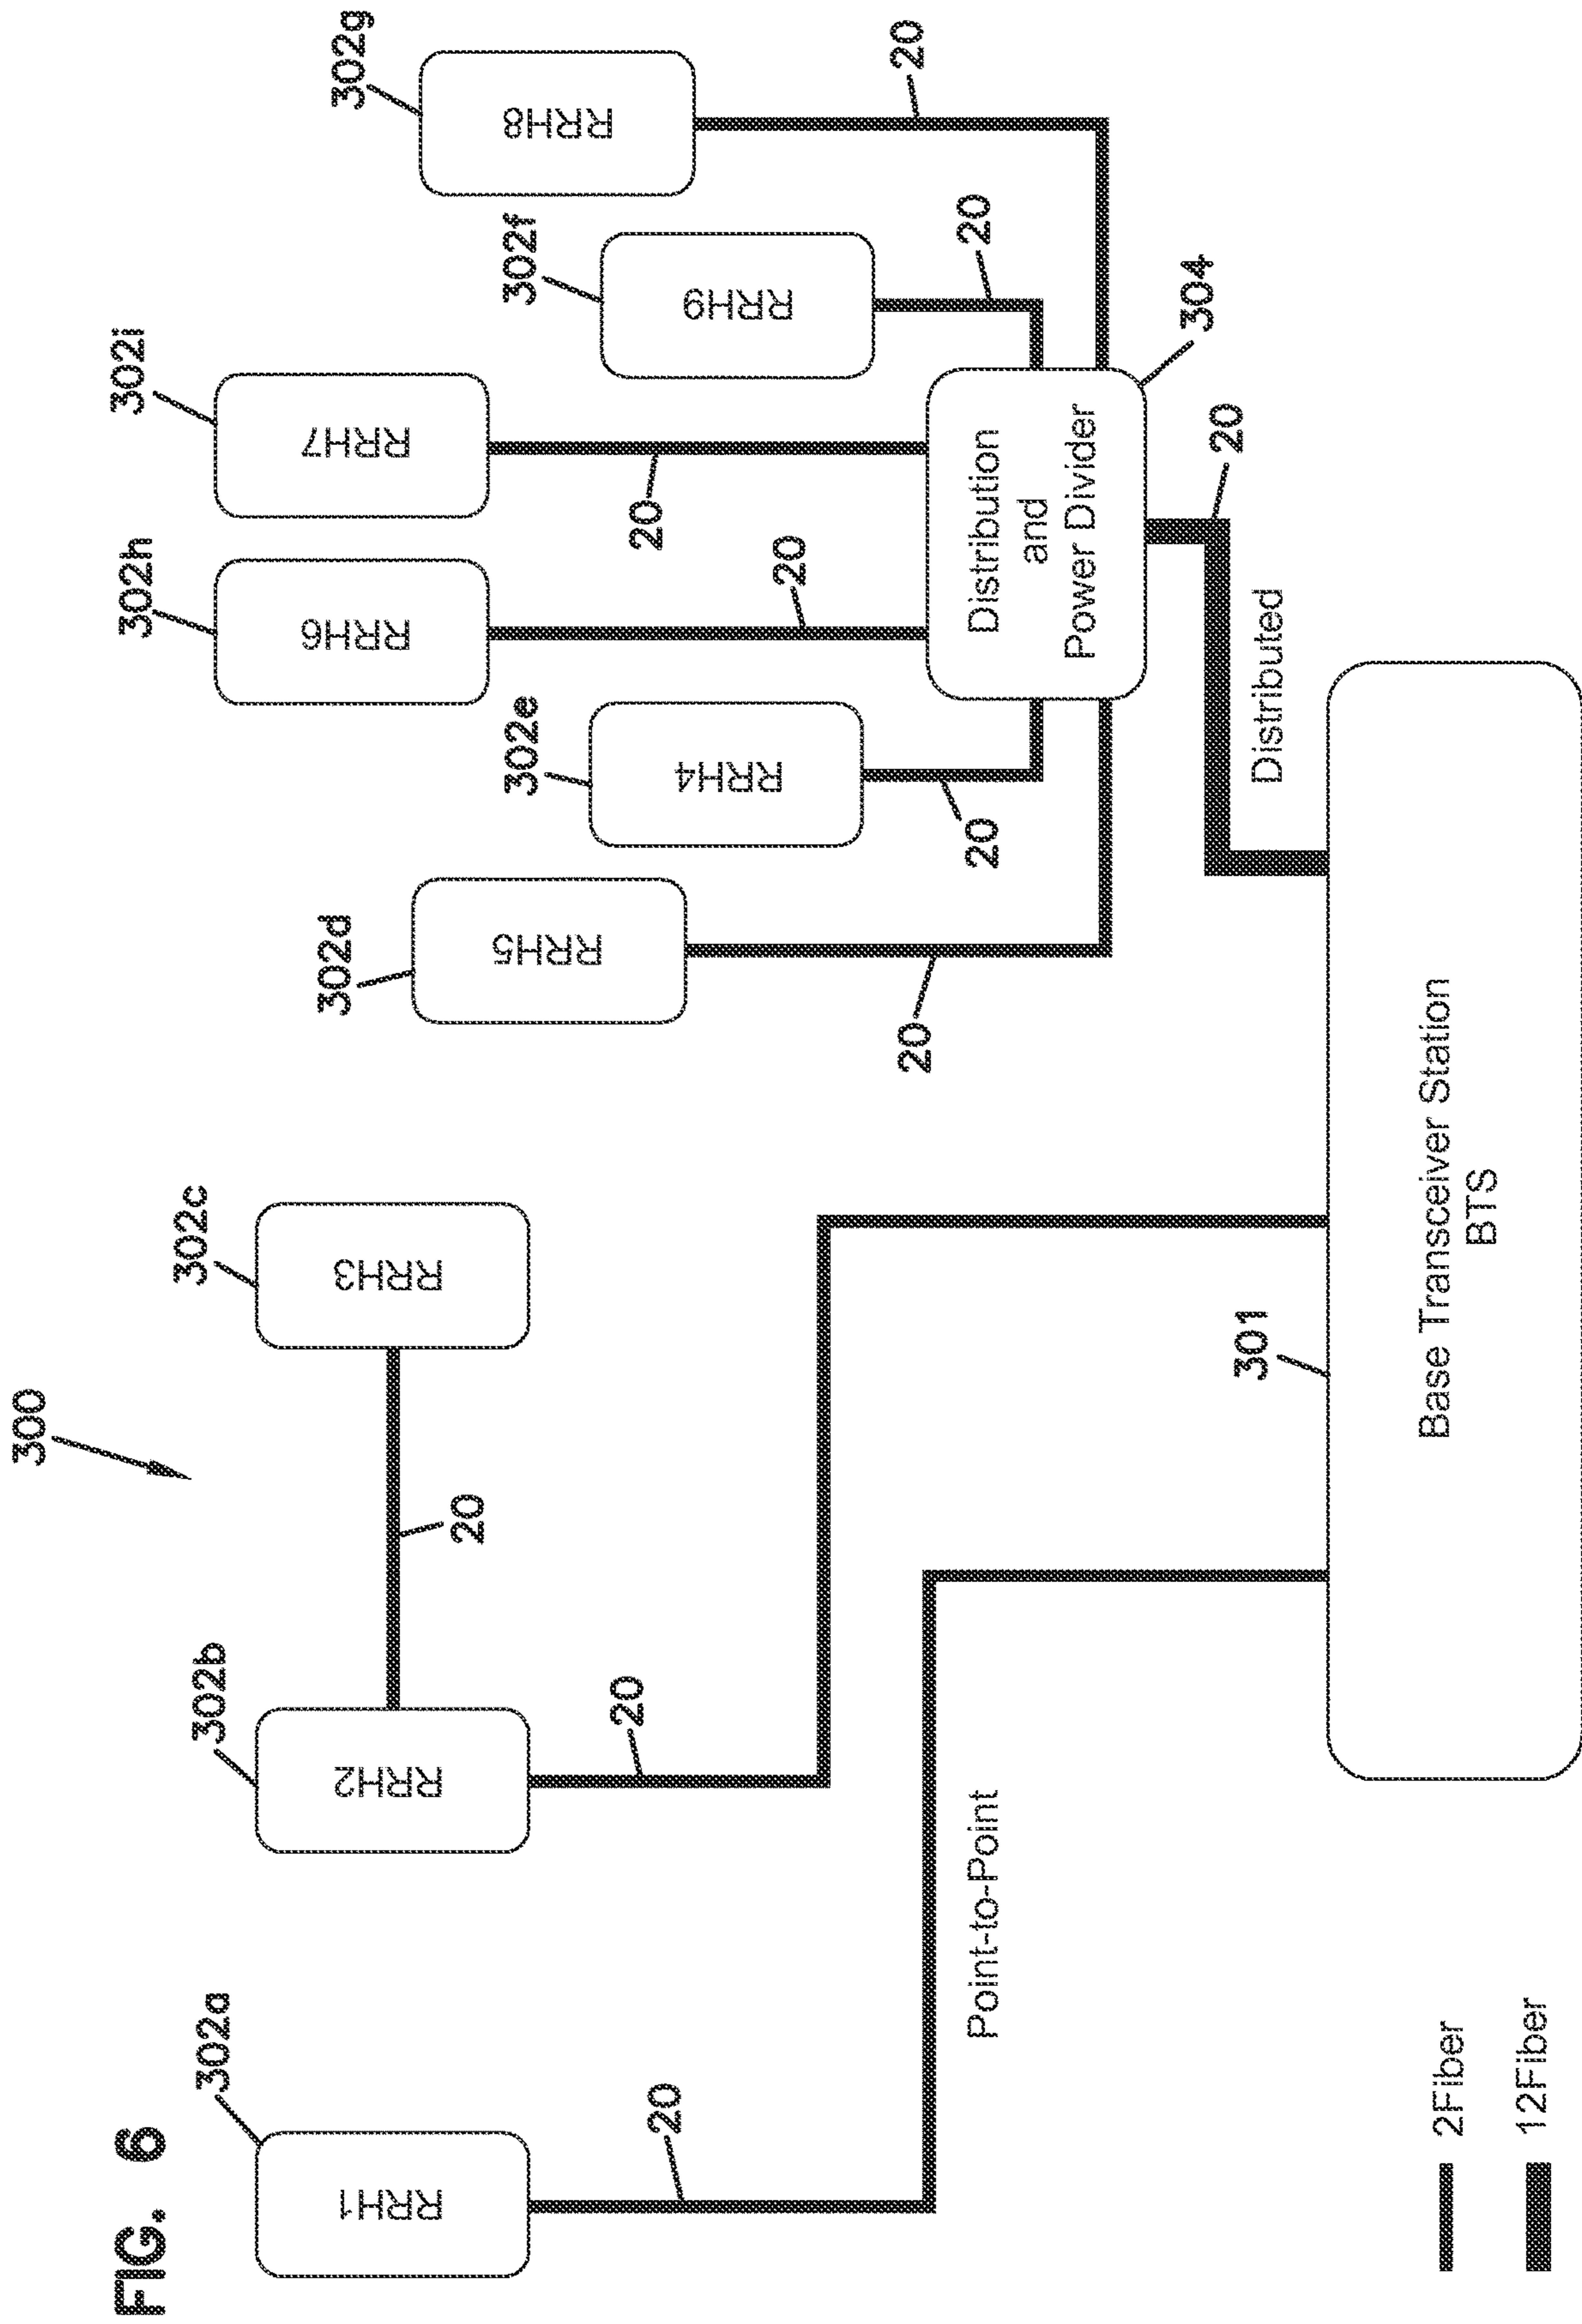 FIG. 6
300
302a
RRH1
20
302b
RRH2
20
20
302c
RRH3
Point-to-Point
302d
RRH5
20
302e
RRH4
20
302h
RRH6
20
302i
RRH7
20
302f
RRH9
20
302g
RRH8
20
Distribution
and
Power Divider
304
20
Distributed
301
Base Transceiver Station
BTS
2Fiber
12Fiber